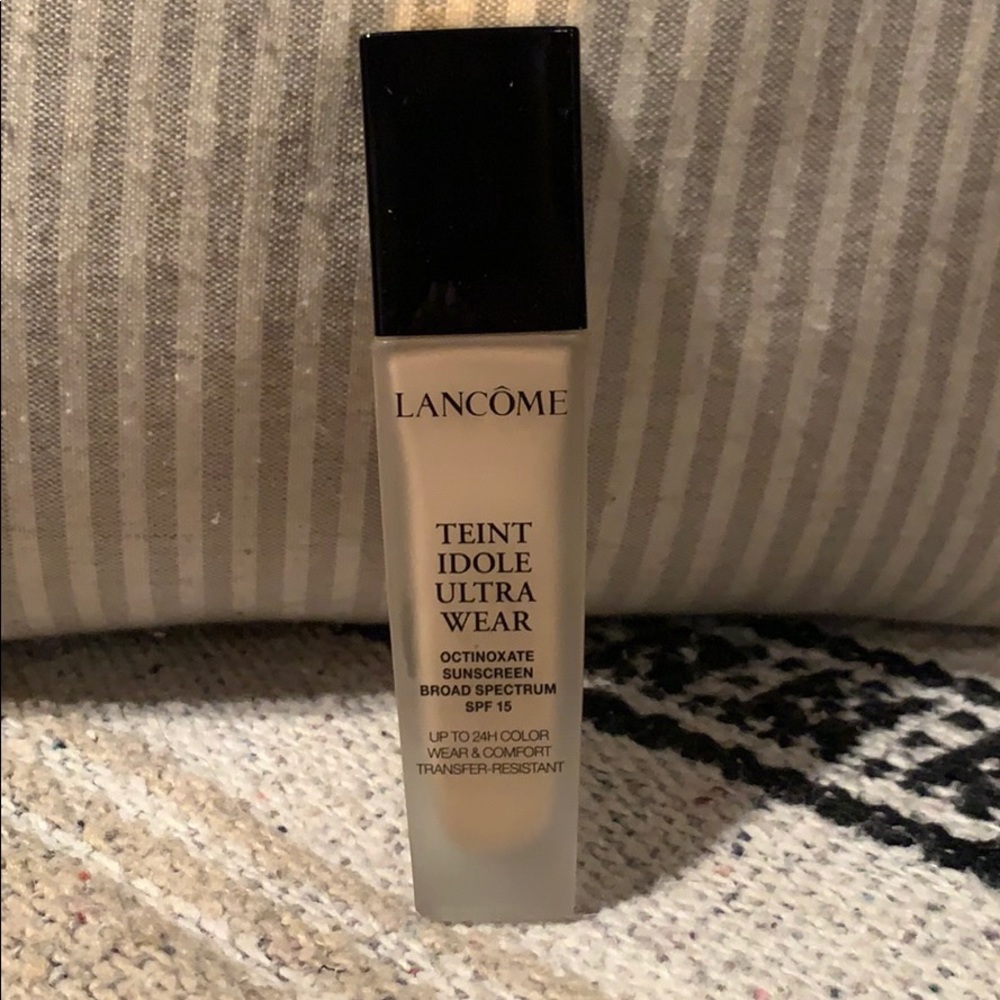 LANCÔME
TEINT
IDOLE
ULTRA
WEAR
OCTINOXATE
SUNSCREEN
BROAD SPECTRUM
SPF 15
UP TO 24H COLOR
WEAR & COMFORT
TRANSFER-RESISTANT